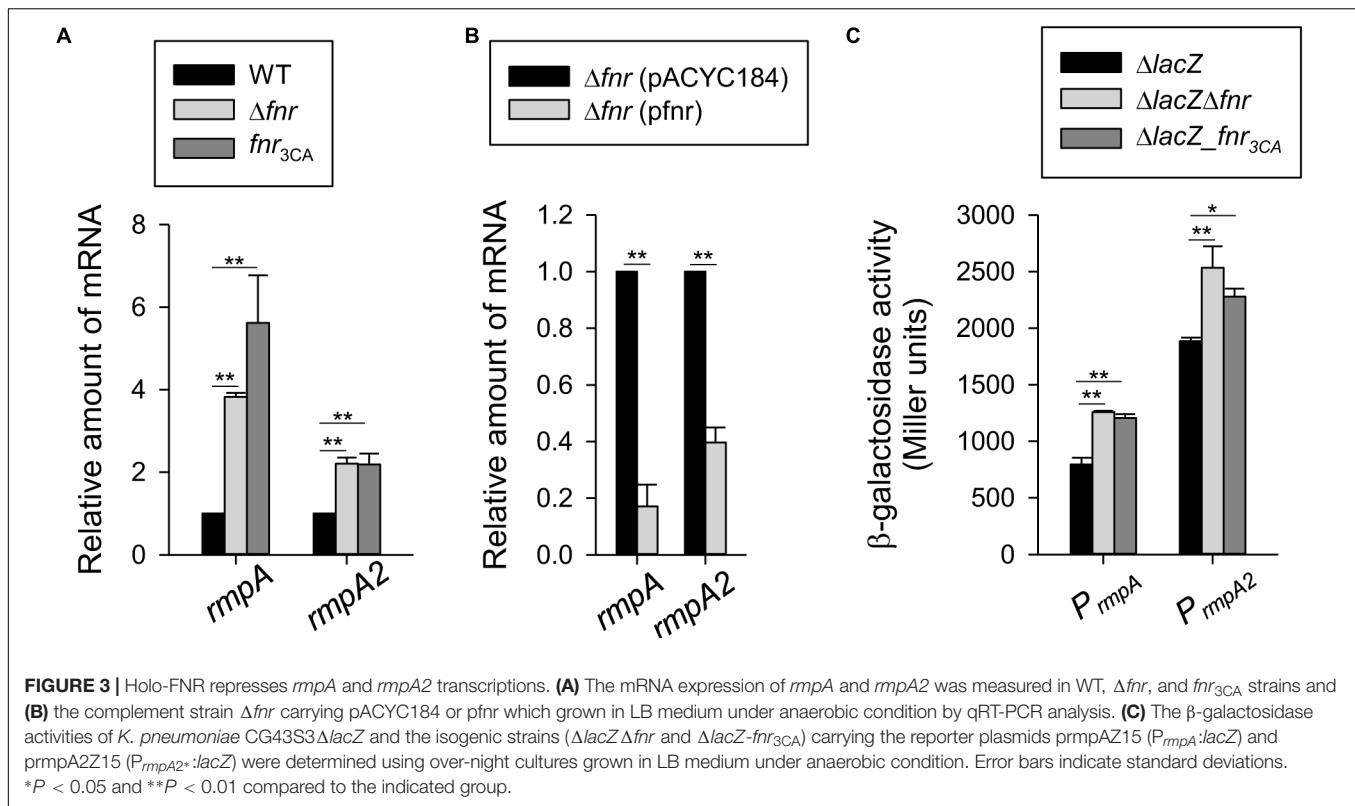 A
WT
Δfnr
fnr3CA
Relative amount of mRNA
8
6
4
2
0
**
**
**
**
rmpA
rmpA2
B
Δfnr (pACYC184)
Δfnr (pfnr)
Relative amount of mRNA
1.2
1.0
0.8
0.6
0.4
0.2
0.0
**
**
rmpA
rmpA2
C
ΔlacZ
ΔlacZΔfnr
ΔlacZ_fnr3CA
β-galactosidase activity
(Miller units)
3000
2500
2000
1500
1000
500
0
**
**
*
**
P rmpA
P rmpA2
FIGURE 3 | Holo-FNR represses rmpA and rmpA2 transcriptions. (A) The mRNA expression of rmpA and rmpA2 was measured in WT, Δfnr, and fnr3CA strains and
(B) the complement strain Δfnr carrying pACYC184 or pfnr which grown in LB medium under anaerobic condition by qRT-PCR analysis. (C) The β-galactosidase
activities of K. pneumoniae CG43S3ΔlacZ and the isogenic strains (ΔlacZΔfnr and ΔlacZ-fnr3CA) carrying the reporter plasmids prmpAZ15 (PrmpA:lacZ) and
prmpA2Z15 (PrmpA2*:lacZ) were determined using over-night cultures grown in LB medium under anaerobic condition. Error bars indicate standard deviations.
*P < 0.05 and **P < 0.01 compared to the indicated group.